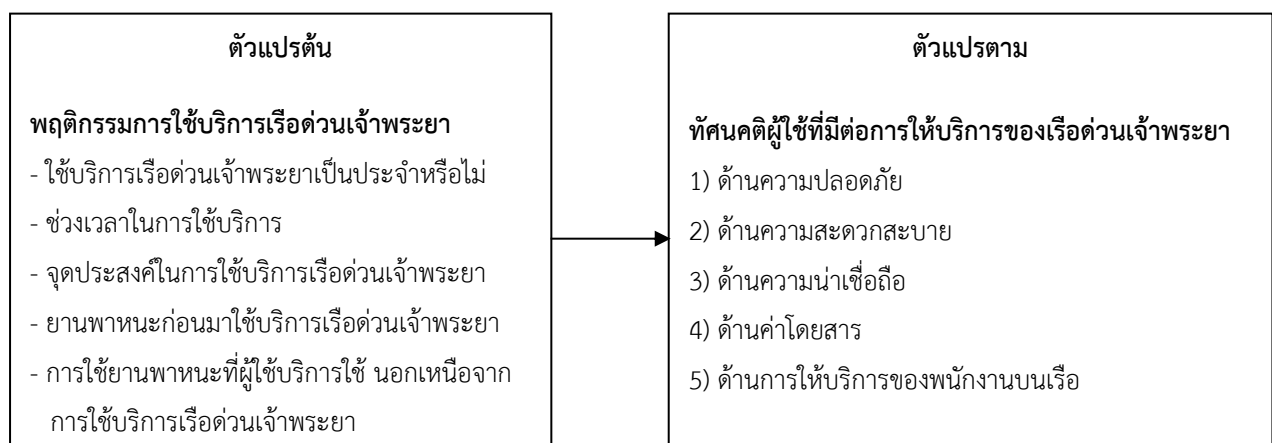 ตัวแปรต้น
พฤติกรรมการใช้บริการเรือด่วนเจ้าพระยา
- ใช้บริการเรือด่วนเจ้าพระยาเป็นประจำหรือไม่
- ช่วงเวลาในการใช้บริการ
- จุดประสงค์ในการใช้บริการเรือด่วนเจ้าพระยา
- ยานพาหนะก่อนมาใช้บริการเรือด่วนเจ้าพระยา
- การใช้ยานพาหนะที่ผู้ใช้บริการใช้ นอกเหนือจาก
การใช้บริการเรือด่วนเจ้าพระยา
ตัวแปรตาม
ทัศนคติผู้ใช้ที่มีต่อการให้บริการของเรือด่วนเจ้าพระยา
1) ด้านความปลอดภัย
2) ด้านความสะดวกสะบาย
3) ด้านความน่าเชื่อถือ
4) ด้านค่าโดยสาร
5) ด้านการให้บริการของพนักงานบนเรือ